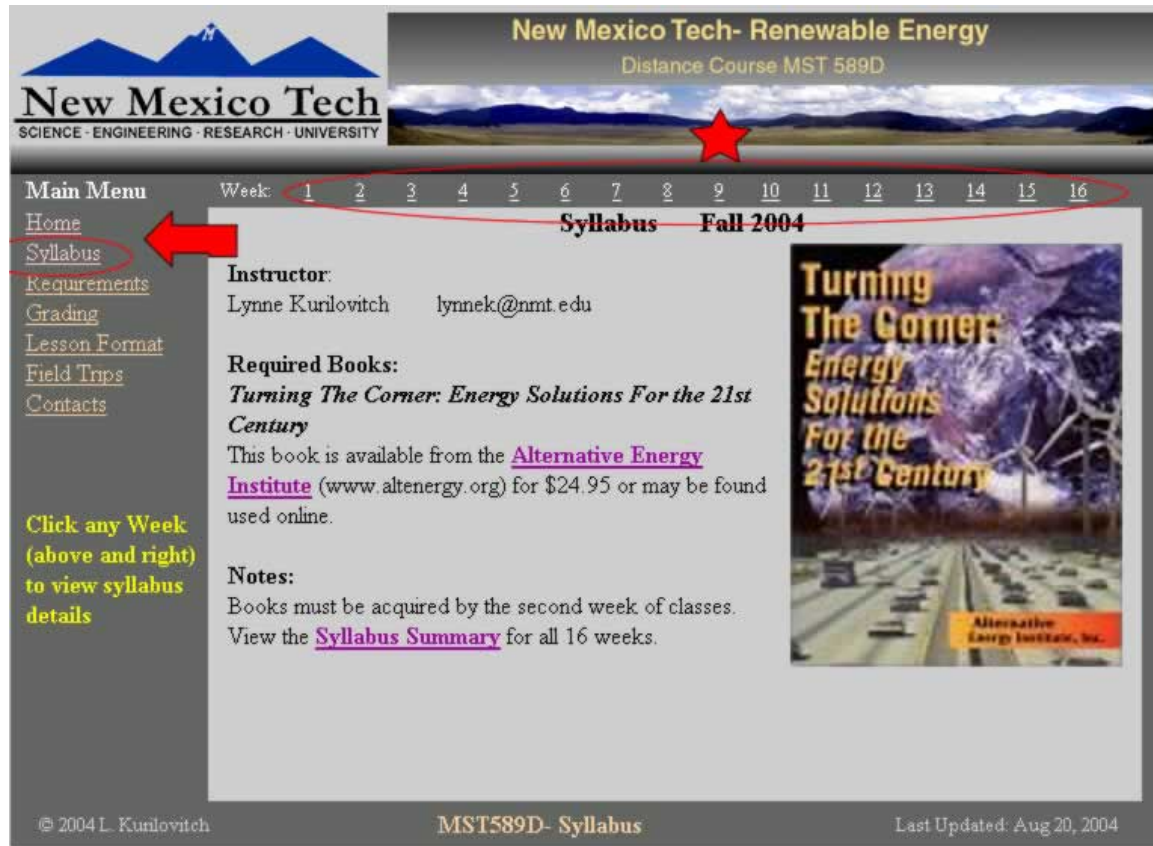 New Mexico Tech- Renewable Energy
Distance Course MST 589D
M
New Mexico Tech
SCIENCE · ENGINEERING · RESEARCH · UNIVERSITY
Main Menu
Week: 1 2 3 4 5 6 7 8 9 10 11 12 13 14 15 16
Home
Syllabus
Requirements
Grading
Lesson Format
Field Trips
Contacts
Click any Week
(above and right)
to view syllabus
details
Syllabus Fall 2004
Instructor:
Lynne Kurilovitch lynnek@nmt.edu
Required Books:
Turning The Corner: Energy Solutions For the 21st
Century
This book is available from the Alternative Energy
Institute (www.altenergy.org) for $24.95 or may be found
used online.
Notes:
Books must be acquired by the second week of classes.
View the Syllabus Summary for all 16 weeks.
Turning
The Corner:
Energy
Solutions
For the
21st Century
Alternative
Energy Institute, Inc.
© 2004 L. Kurilovitch
MST589D- Syllabus
Last Updated: Aug 20, 2004